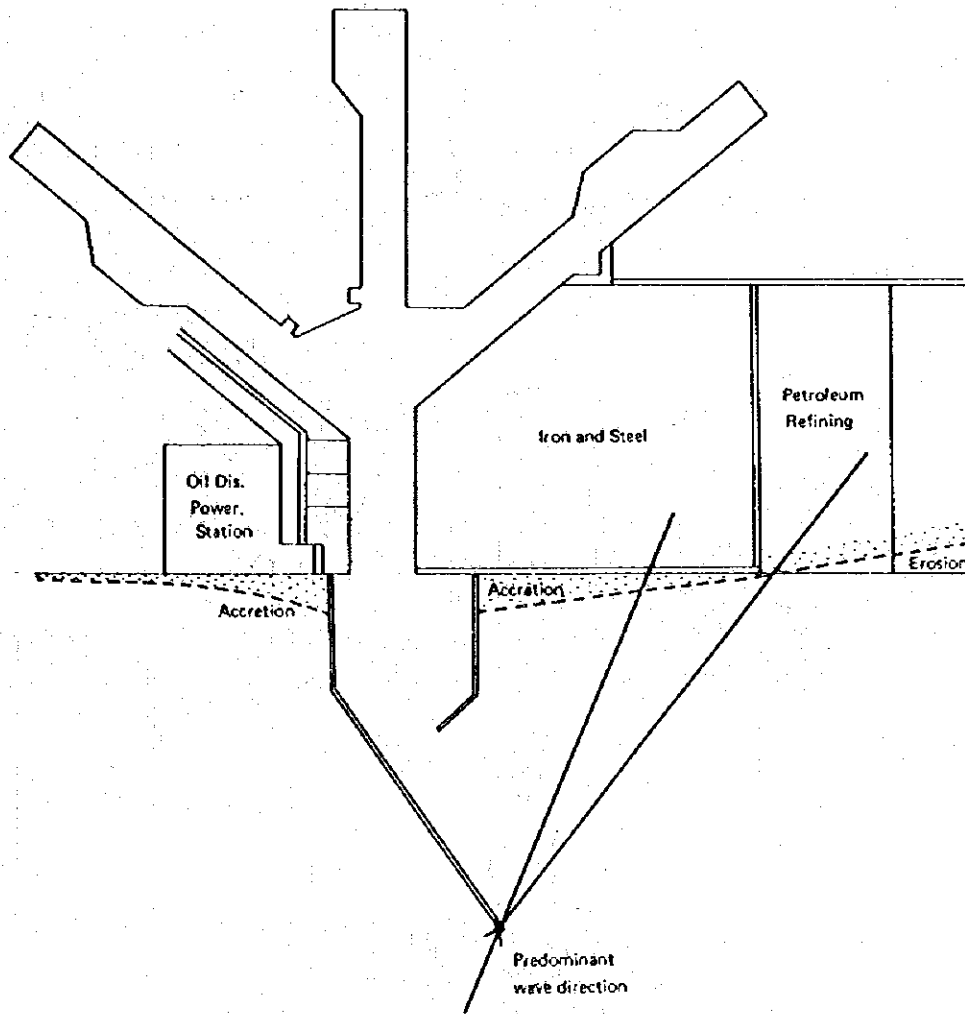 Petroleum
Refining
Iron and Steel
Oil Dis.
Power.
Station
Erosion
Accretion
Accretion
Predominant
wave direction